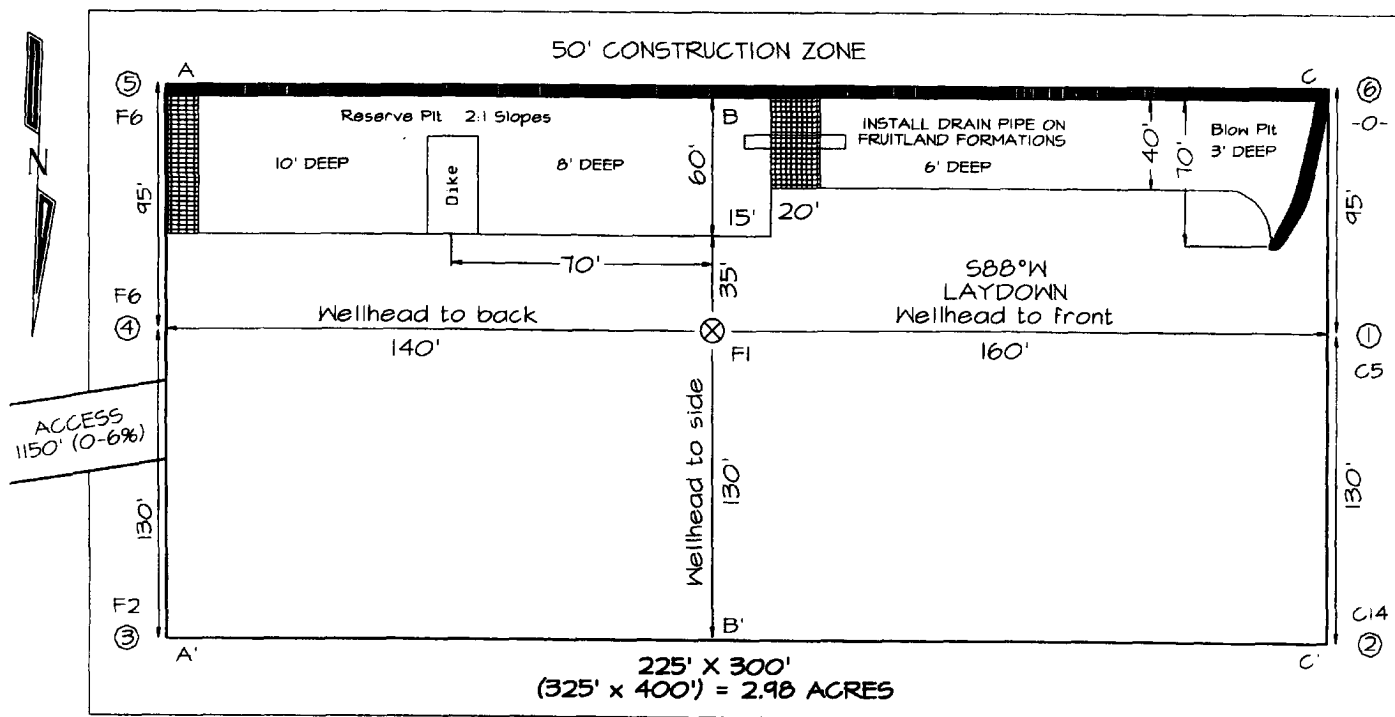 50' CONSTRUCTION ZONE
5
A
C
6
F6
Reserve Pit 2:1 Slopes
B
INSTALL DRAIN PIPE ON
FRUITLAND FORMATIONS
Blow Pit
-0-
10' DEEP
8' DEEP
6' DEEP
3' DEEP
N
Dike
60'
40'
70'
95'
95'
15'
20'
70'
35'
S88°W
LAYDOWN
F6
Wellhead to back
Wellhead to front
4
140'
F1
160'
1
C5
ACCESS
1150' (0-6%)
Wellhead to side
130'
130'
130'
F2
C14
3
A'
B'
C'
2
225' X 300'
(325' x 400') = 2.98 ACRES